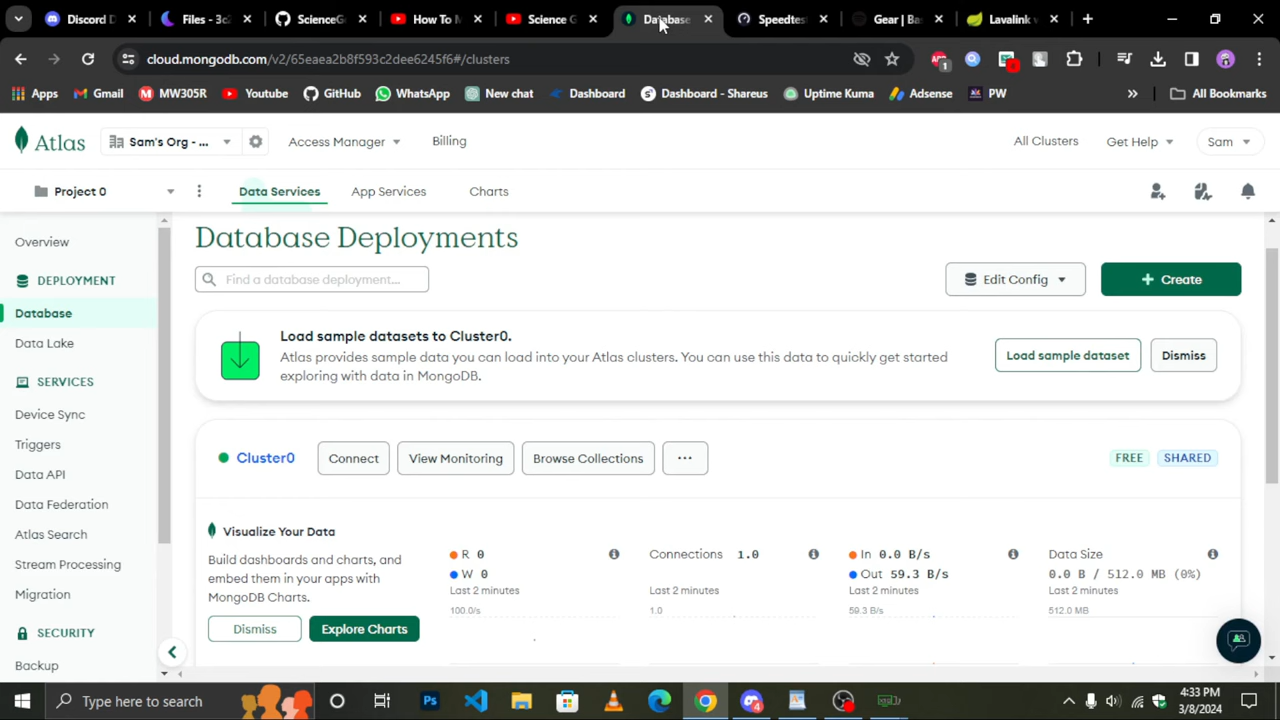 Discord D
Files - 3c2
ScienceGe
How To M
Science G
Database
Speedtes
Gear | Bas
Lavalink v
cloud.mongodb.com/v2/65eaea2b8f593c2dee6245f6#/clusters
Apps
Gmail
MW305R
Youtube
GitHub
WhatsApp
New chat
Dashboard
Dashboard - Shareus
Uptime Kuma
Adsense
PW
All Bookmarks
Atlas
Sam's Org - ...
Access Manager
Billing
All Clusters
Get Help
Sam
Project 0
Data Services
App Services
Charts
Overview
DEPLOYMENT
Database
Data Lake
SERVICES
Device Sync
Triggers
Data API
Data Federation
Atlas Search
Stream Processing
Migration
SECURITY
Backup
Database Deployments
Find a database deployment...
Edit Config
+ Create
Load sample datasets to Cluster0.
Atlas provides sample data you can load into your Atlas clusters. You can use this data to quickly get started
exploring with data in MongoDB.
Load sample dataset
Dismiss
Cluster0
Connect
View Monitoring
Browse Collections
...
FREE
SHARED
Visualize Your Data
Build dashboards and charts, and
embed them in your apps with
MongoDB Charts.
Dismiss
Explore Charts
R 0
W 0
Last 2 minutes
100.0/s
Connections 1.0
Last 2 minutes
1.0
In 0.0 B/s
Out 59.3 B/s
Last 2 minutes
59.3 B/s
Data Size
0.0 B / 512.0 MB (0%)
Last 2 minutes
512.0 MB
Type here to search
4:33 PM
3/8/2024